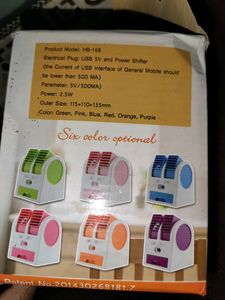 Product Model: HB-168
Electrical Plug: USB 5V and Power Shifter
(the Current of USB interface of General Mobile should
be lower than 500 MA)
Parameter: 5V/500MA)
Power: 2.5W
Outer Size: 115*110*135mm
Color: Green, Pink, Blue, Red, Orange, Purple
Six color optional
Patent No. 201430268181.7